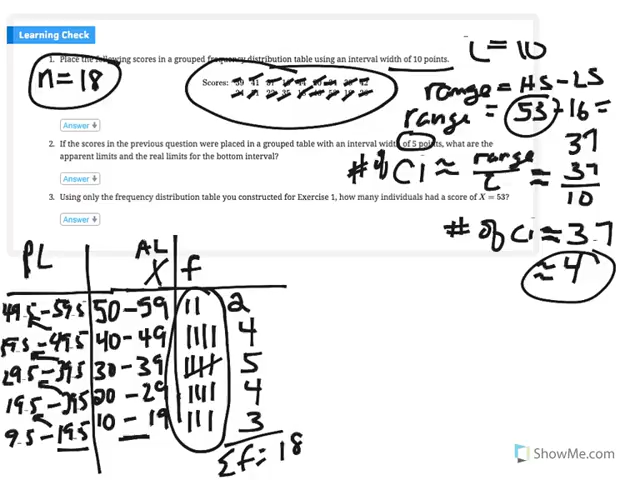 Learning Check
1. Place the following scores in a grouped frequency distribution table using an interval width of 10 points.
n = 18
Scores:
Answer
2. If the scores in the previous question were placed in a grouped table with an interval width of 5 points, what are the
apparent limits and the real limits for the bottom interval?
Answer
3. Using only the frequency distribution table you constructed for Exercise 1, how many individuals had a score of X = 53?
Answer
i = 10
range = HS - LS
range = 53 - 16 =
37
# of CI ≈ range / i = 37 / 10
# of CI ≈ 3.7
≈ 4
RL AL X f
49.5 - 59.5 50 - 59 || 2
39.5 - 49.5 40 - 49 |||| 4
29.5 - 39.5 30 - 39 5
19.5 - 20 - 29 |||| 4
9.5 - 19.5 10 - 19 ||| 3
Σf = 18
ShowMe.com